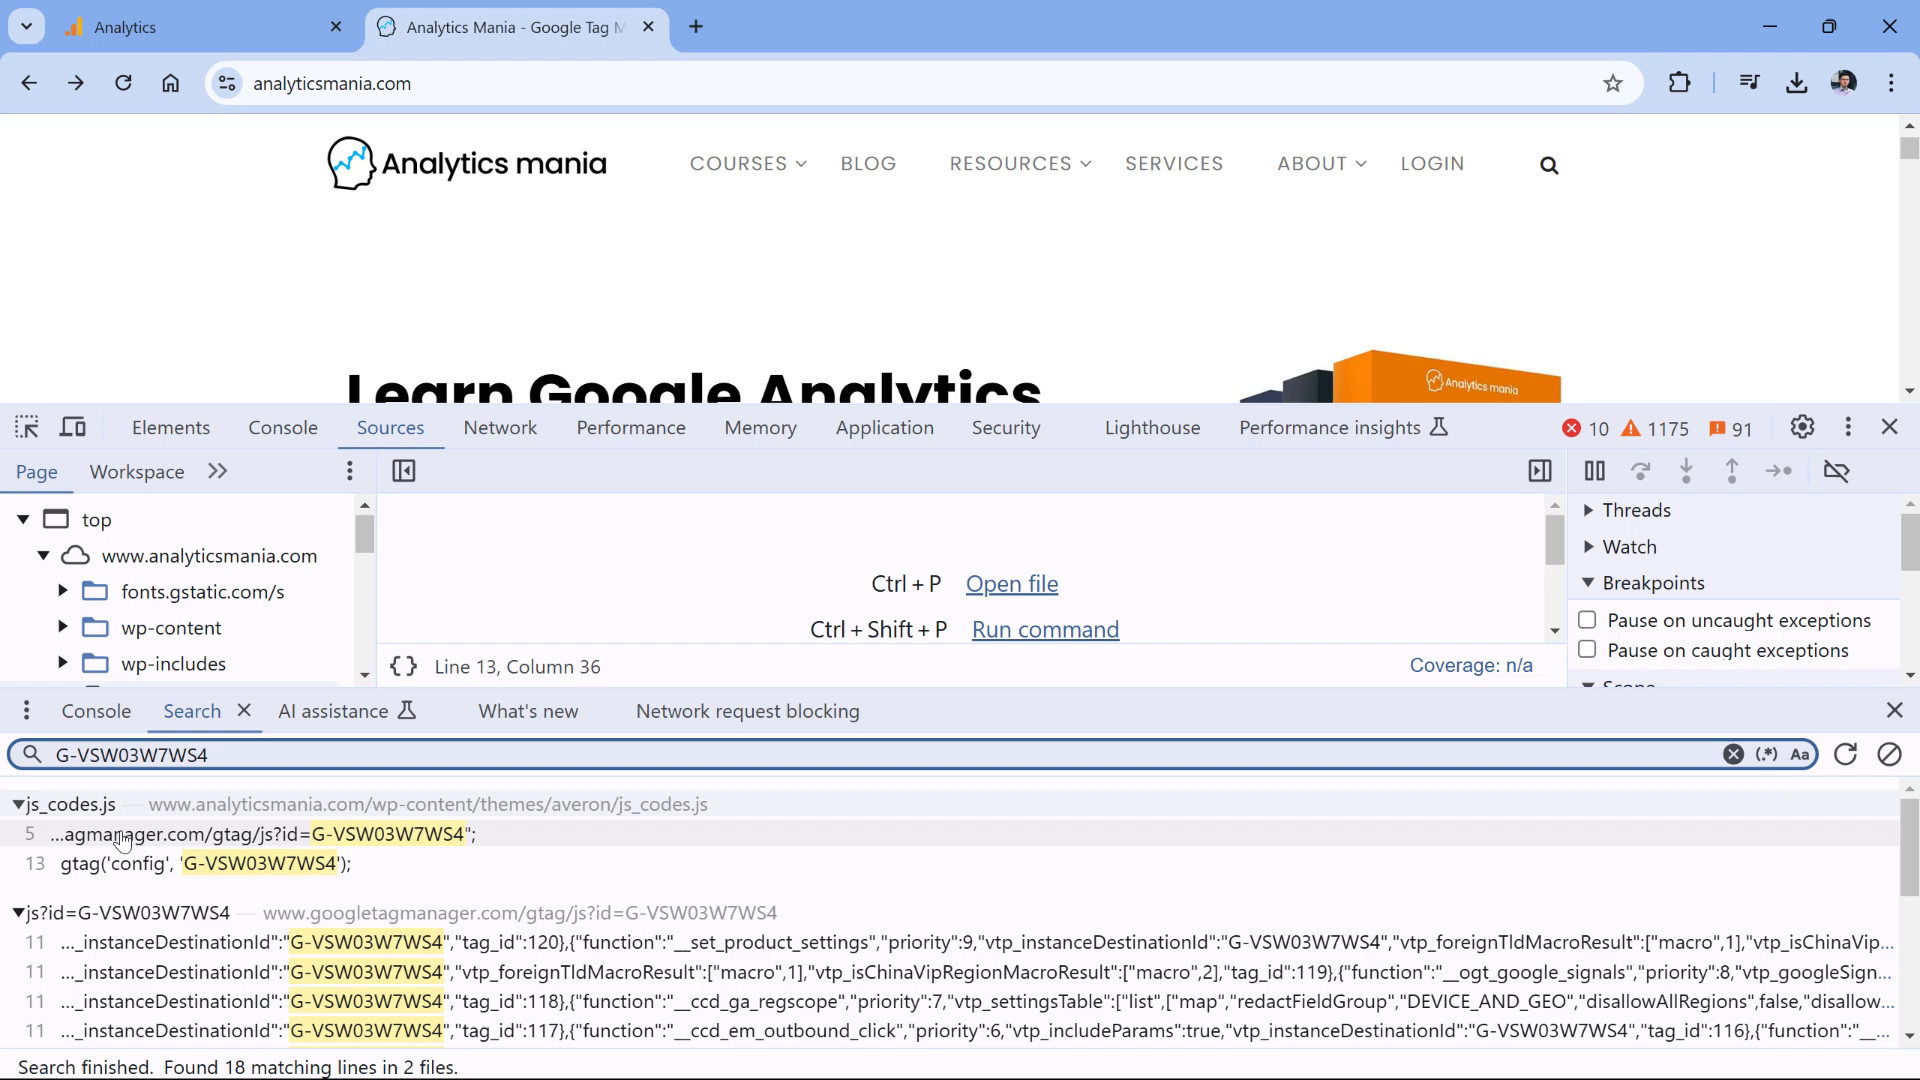 Analytics
Analytics Mania - Google Tag M
analyticsmania.com
Analytics mania
COURSES
BLOG
RESOURCES
SERVICES
ABOUT
LOGIN
Learn Google Analytics
Analytics mania
Elements
Console
Sources
Network
Performance
Memory
Application
Security
Lighthouse
Performance insights
10
1175
91
Page
Workspace
top
www.analyticsmania.com
fonts.gstatic.com/s
wp-content
wp-includes
Ctrl + P Open file
Ctrl + Shift + P Run command
{ } Line 13, Column 36
Coverage: n/a
Threads
Watch
Breakpoints
Pause on uncaught exceptions
Pause on caught exceptions
Scope
Console
Search
AI assistance
What's new
Network request blocking
G-VSW03W7WS4
(.*) Aa
js_codes.js — www.analyticsmania.com/wp-content/themes/averon/js_codes.js
5 ...agmanager.com/gtag/js?id=G-VSW03W7WS4";
13 gtag('config', 'G-VSW03W7WS4');
js?id=G-VSW03W7WS4 — www.googletagmanager.com/gtag/js?id=G-VSW03W7WS4
11 ..._instanceDestinationId":"G-VSW03W7WS4","tag_id":120},{"function":"__set_product_settings","priority":9,"vtp_instanceDestinationId":"G-VSW03W7WS4","vtp_foreignTldMacroResult":["macro",1],"vtp_isChinaVip...
11 ..._instanceDestinationId":"G-VSW03W7WS4","vtp_foreignTldMacroResult":["macro",1],"vtp_isChinaVipRegionMacroResult":["macro",2],"tag_id":119},{"function":"__ogt_google_signals","priority":8,"vtp_googleSign...
11 ..._instanceDestinationId":"G-VSW03W7WS4","tag_id":118},{"function":"__ccd_ga_regscope","priority":7,"vtp_settingsTable":["list",["map","redactFieldGroup","DEVICE_AND_GEO","disallowAllRegions",false,"disallow...
11 ..._instanceDestinationId":"G-VSW03W7WS4","tag_id":117},{"function":"__ccd_em_outbound_click","priority":6,"vtp_includeParams":true,"vtp_instanceDestinationId":"G-VSW03W7WS4","tag_id":116},{"function":"__...
Search finished. Found 18 matching lines in 2 files.